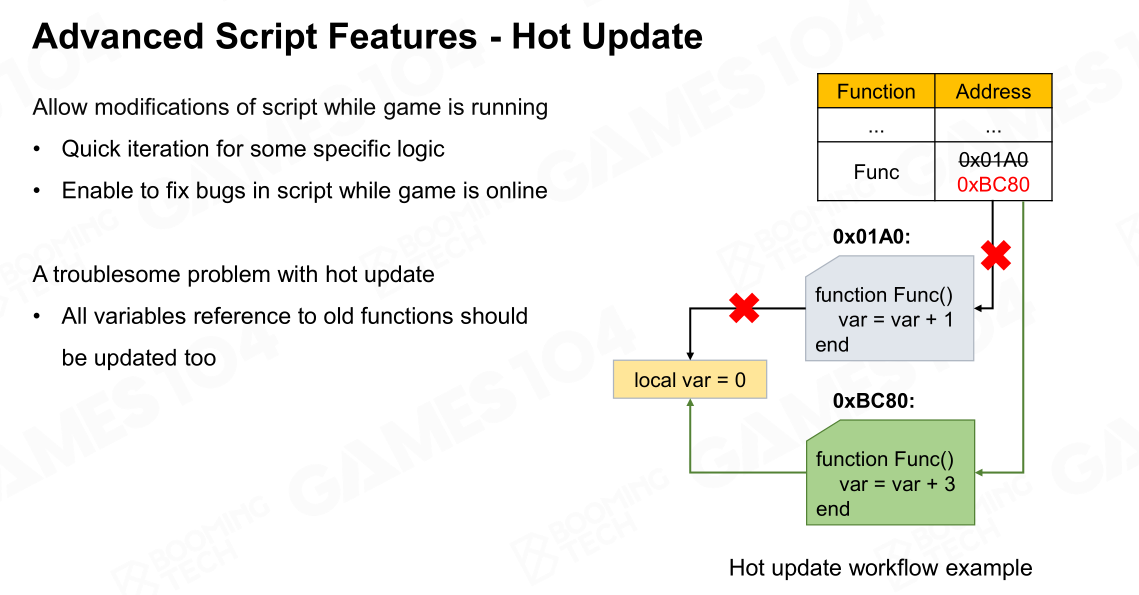 Advanced Script Features - Hot Update
Allow modifications of script while game is running
• Quick iteration for some specific logic
• Enable to fix bugs in script while game is online
A troublesome problem with hot update
• All variables reference to old functions should
be updated too
Function Address
... ...
Func 0x01A0
0xBC80
0x01A0:
function Func()
var = var + 1
end
local var = 0
0xBC80:
function Func()
var = var + 3
end
Hot update workflow example
GAMES104
BOOMING
TECH